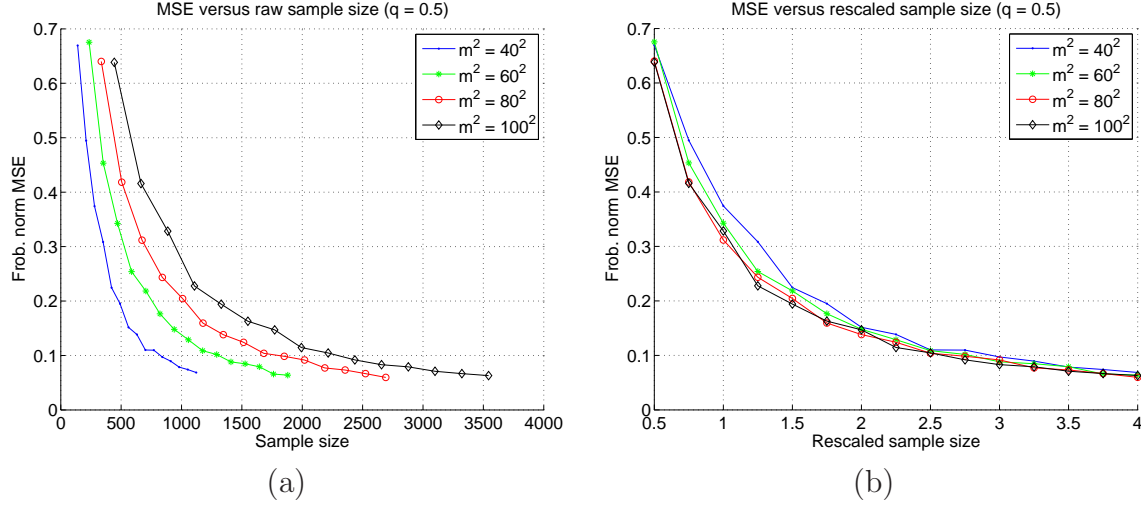 MSE versus raw sample size (q = 0.5)
0.7
0.6
0.5
0.4
0.3
0.2
0.1
0
Frob. norm MSE
m² = 40²
m² = 60²
m² = 80²
m² = 100²
0 500 1000 1500 2000 2500 3000 3500 4000
Sample size
(a)
MSE versus rescaled sample size (q = 0.5)
0.7
0.6
0.5
0.4
0.3
0.2
0.1
0
Frob. norm MSE
m² = 40²
m² = 60²
m² = 80²
m² = 100²
0.5 1 1.5 2 2.5 3 3.5 4
Rescaled sample size
(b)